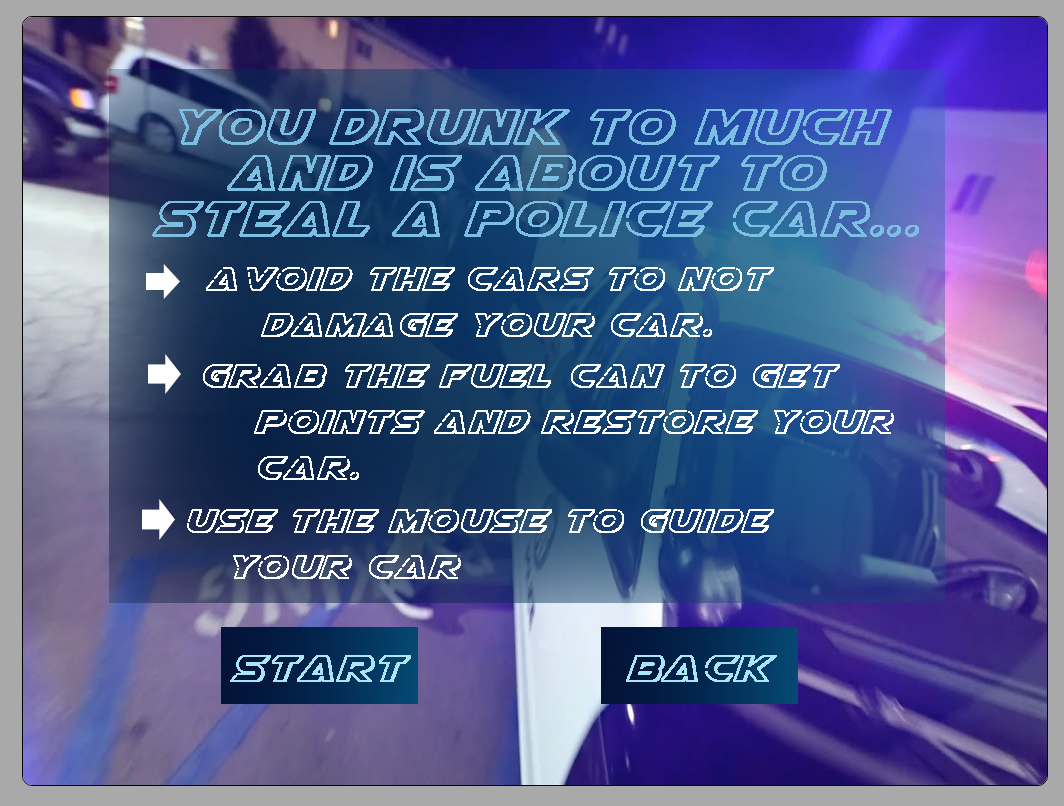 YOU DRUNK TO MUCH
AND IS ABOUT TO
STEAL A POLICE CAR...
AVOID THE CARS TO NOT
DAMAGE YOUR CAR.
GRAB THE FUEL CAN TO GET
POINTS AND RESTORE YOUR
CAR.
USE THE MOUSE TO GUIDE
YOUR CAR
START
BACK